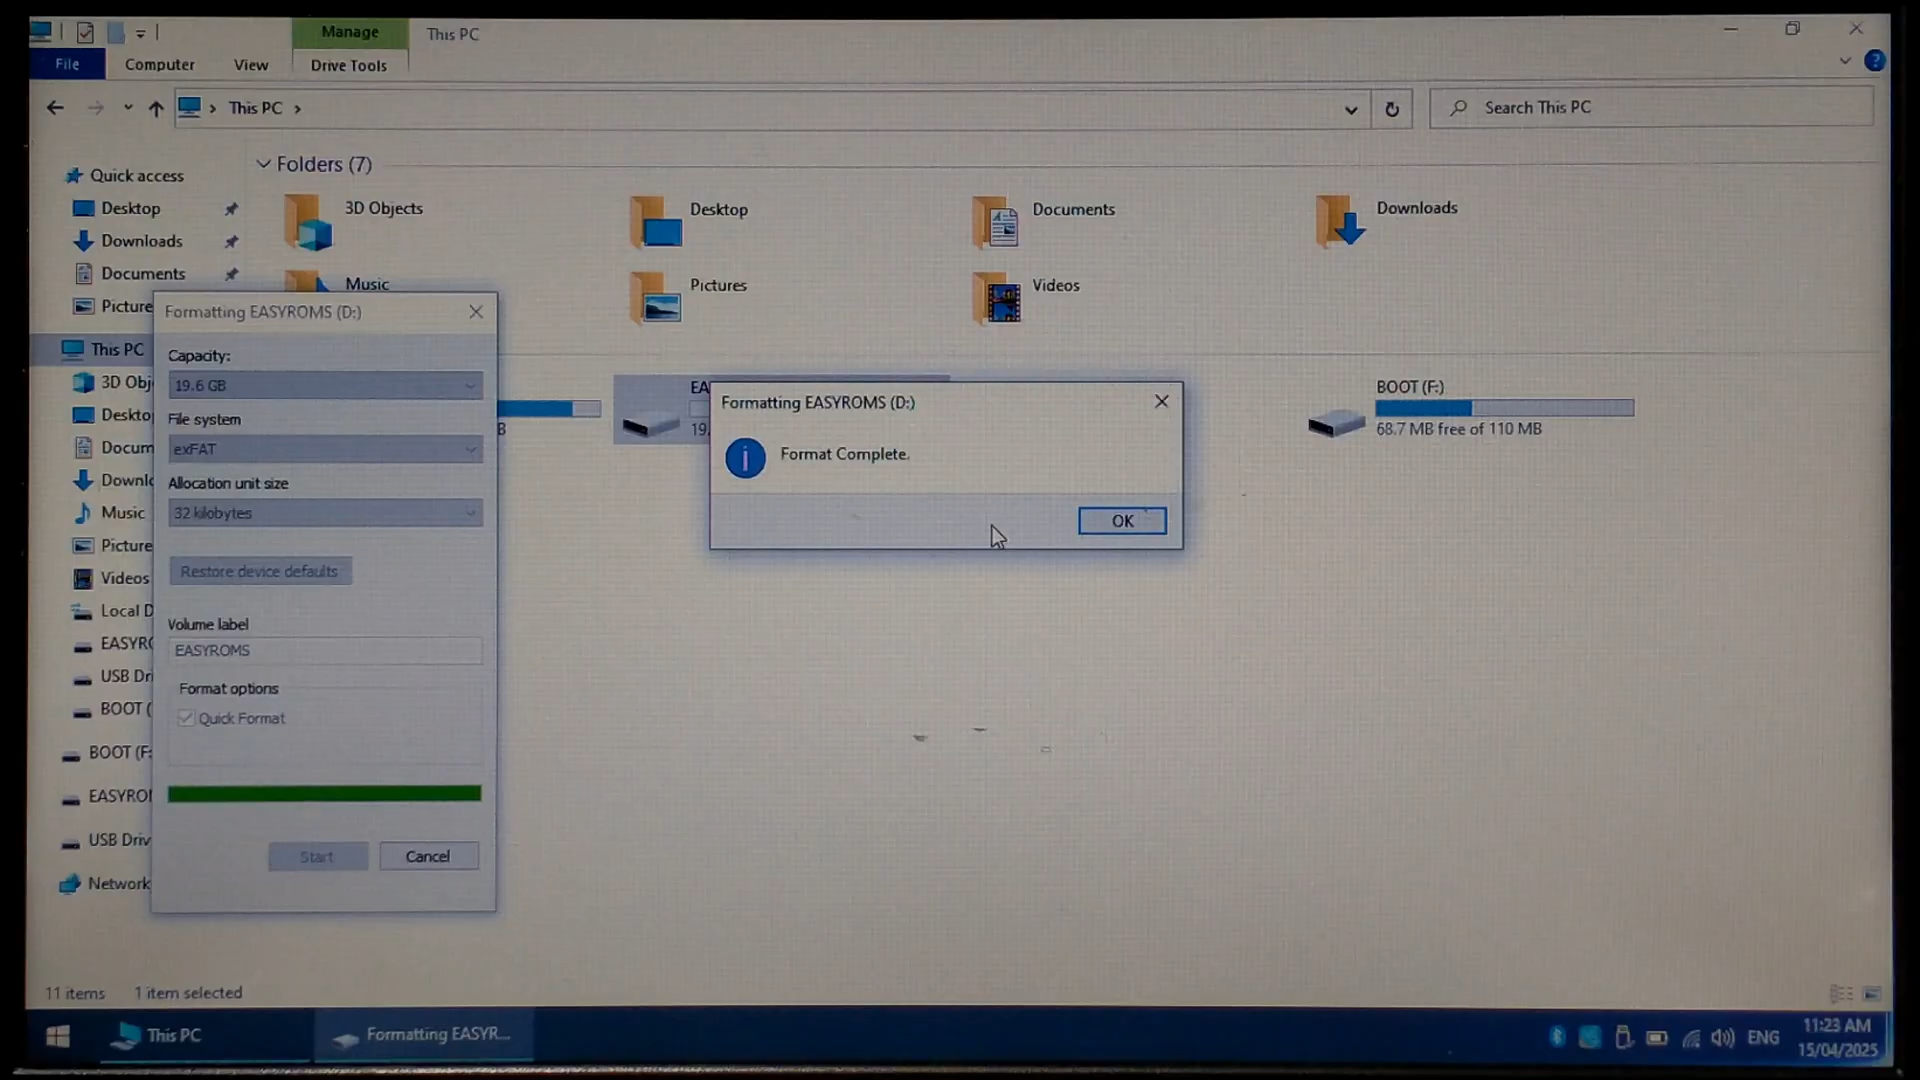 Manage
This PC
File
Computer
View
Drive Tools
This PC
Search This PC
Quick access
Desktop
Downloads
Documents
Picture
This PC
3D Obj
Deskto
Docum
Downlo
Music
Picture
Videos
Local D
EASYRO
USB Dri
BOOT (
BOOT (F:
EASYROI
USB Driv
Network
Folders (7)
3D Objects
Desktop
Documents
Downloads
Music
Pictures
Videos
B
EA
19.
BOOT (F:)
68.7 MB free of 110 MB
Formatting EASYROMS (D:)
Capacity:
19.6 GB
File system
exFAT
Allocation unit size
32 kilobytes
Restore device defaults
Volume label
EASYROMS
Format options
Quick Format
Start
Cancel
Formatting EASYROMS (D:)
Format Complete.
OK
11 items
1 item selected
This PC
Formatting EASYR...
ENG
11:23 AM
15/04/2025